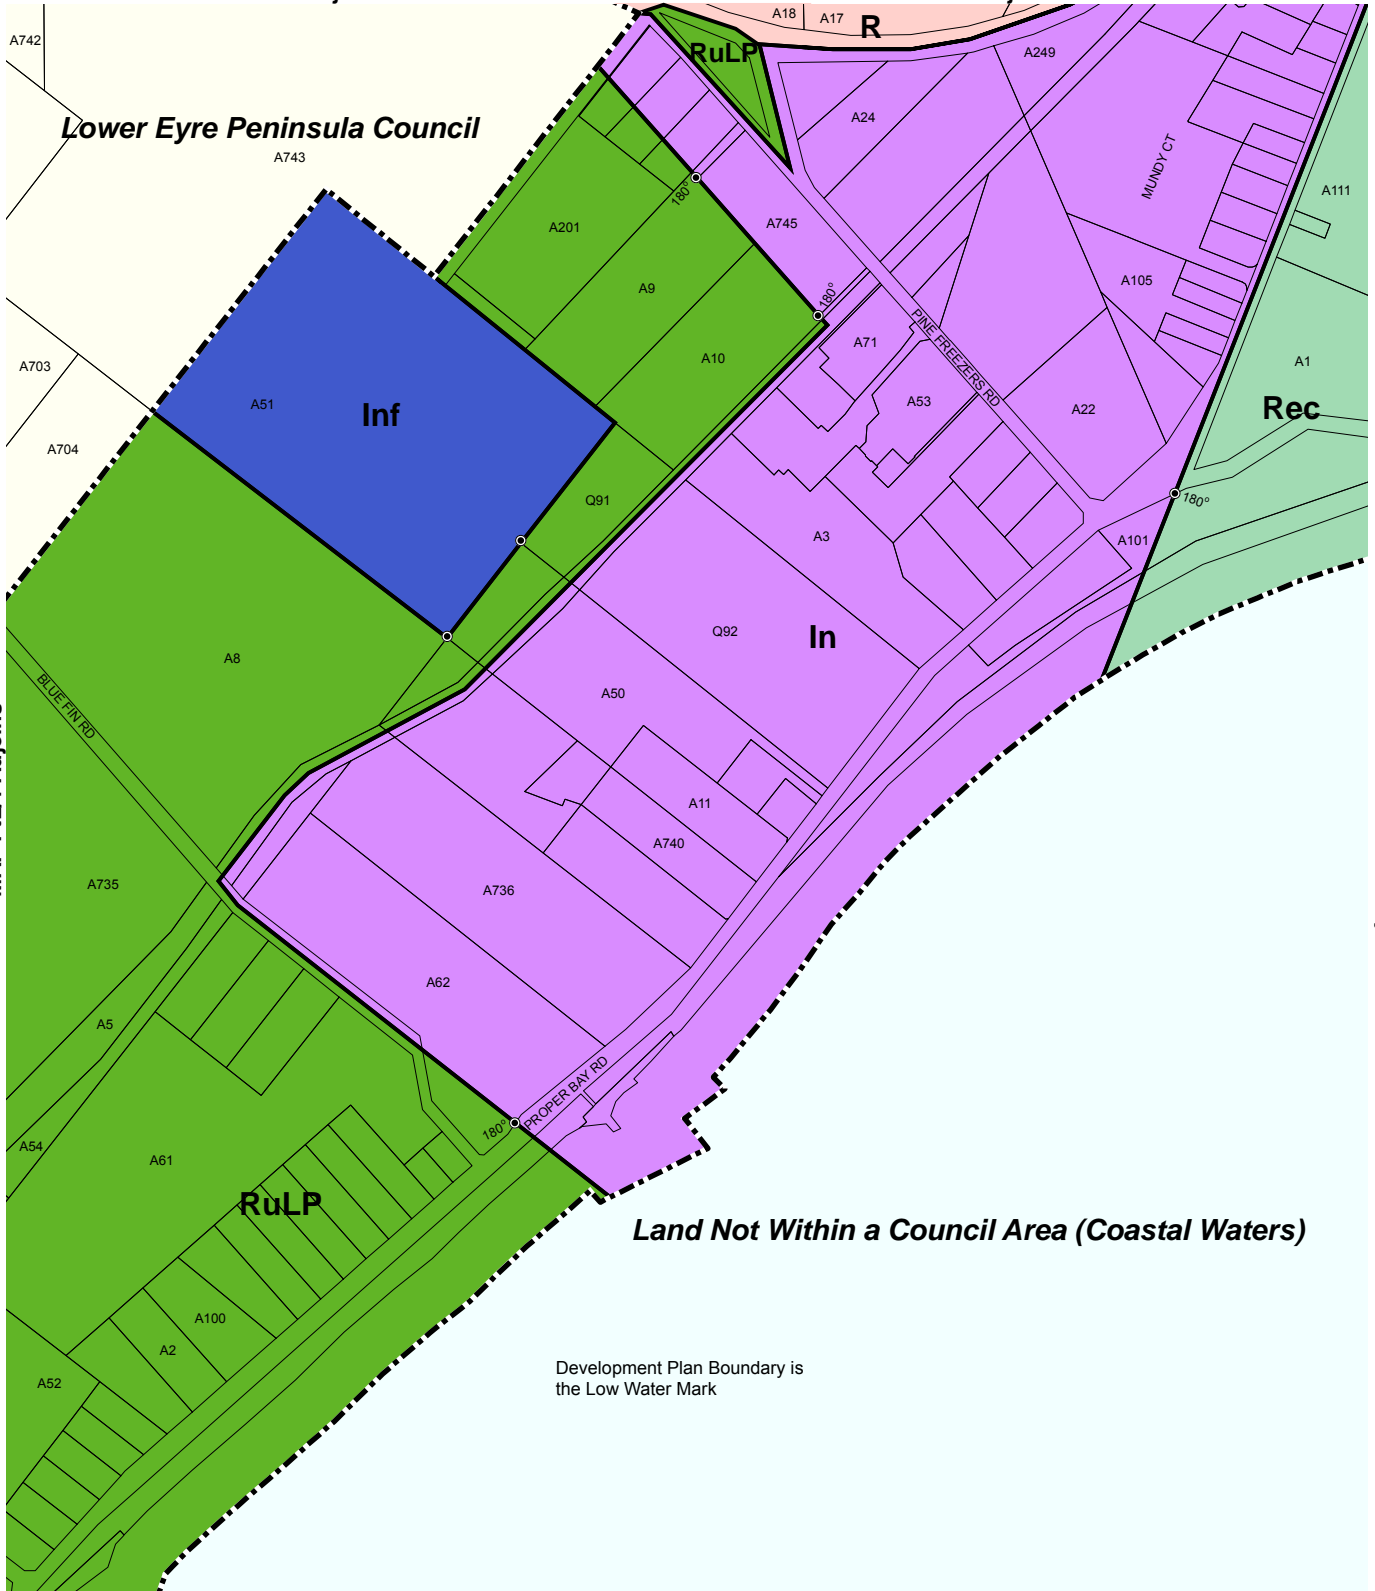 A18
A17
R
A742
RuLP
A249
A24
Lower Eyre Peninsula Council
A743
MUNDY CT
A111
180°
A201
A745
A9
A105
180°
PINE FREEZERS RD
A71
A10
A703
A1
A51
Inf
A53
A22
Rec
A704
Q91
180°
A3
A101
Q92
In
A8
A50
BLUE FIN RD
A11
A740
A735
A736
A62
A5
PROPER BAY RD
180°
A54
A61
RuLP
Land Not Within a Council Area (Coastal Waters)
A100
A2
Development Plan Boundary is
the Low Water Mark
A52